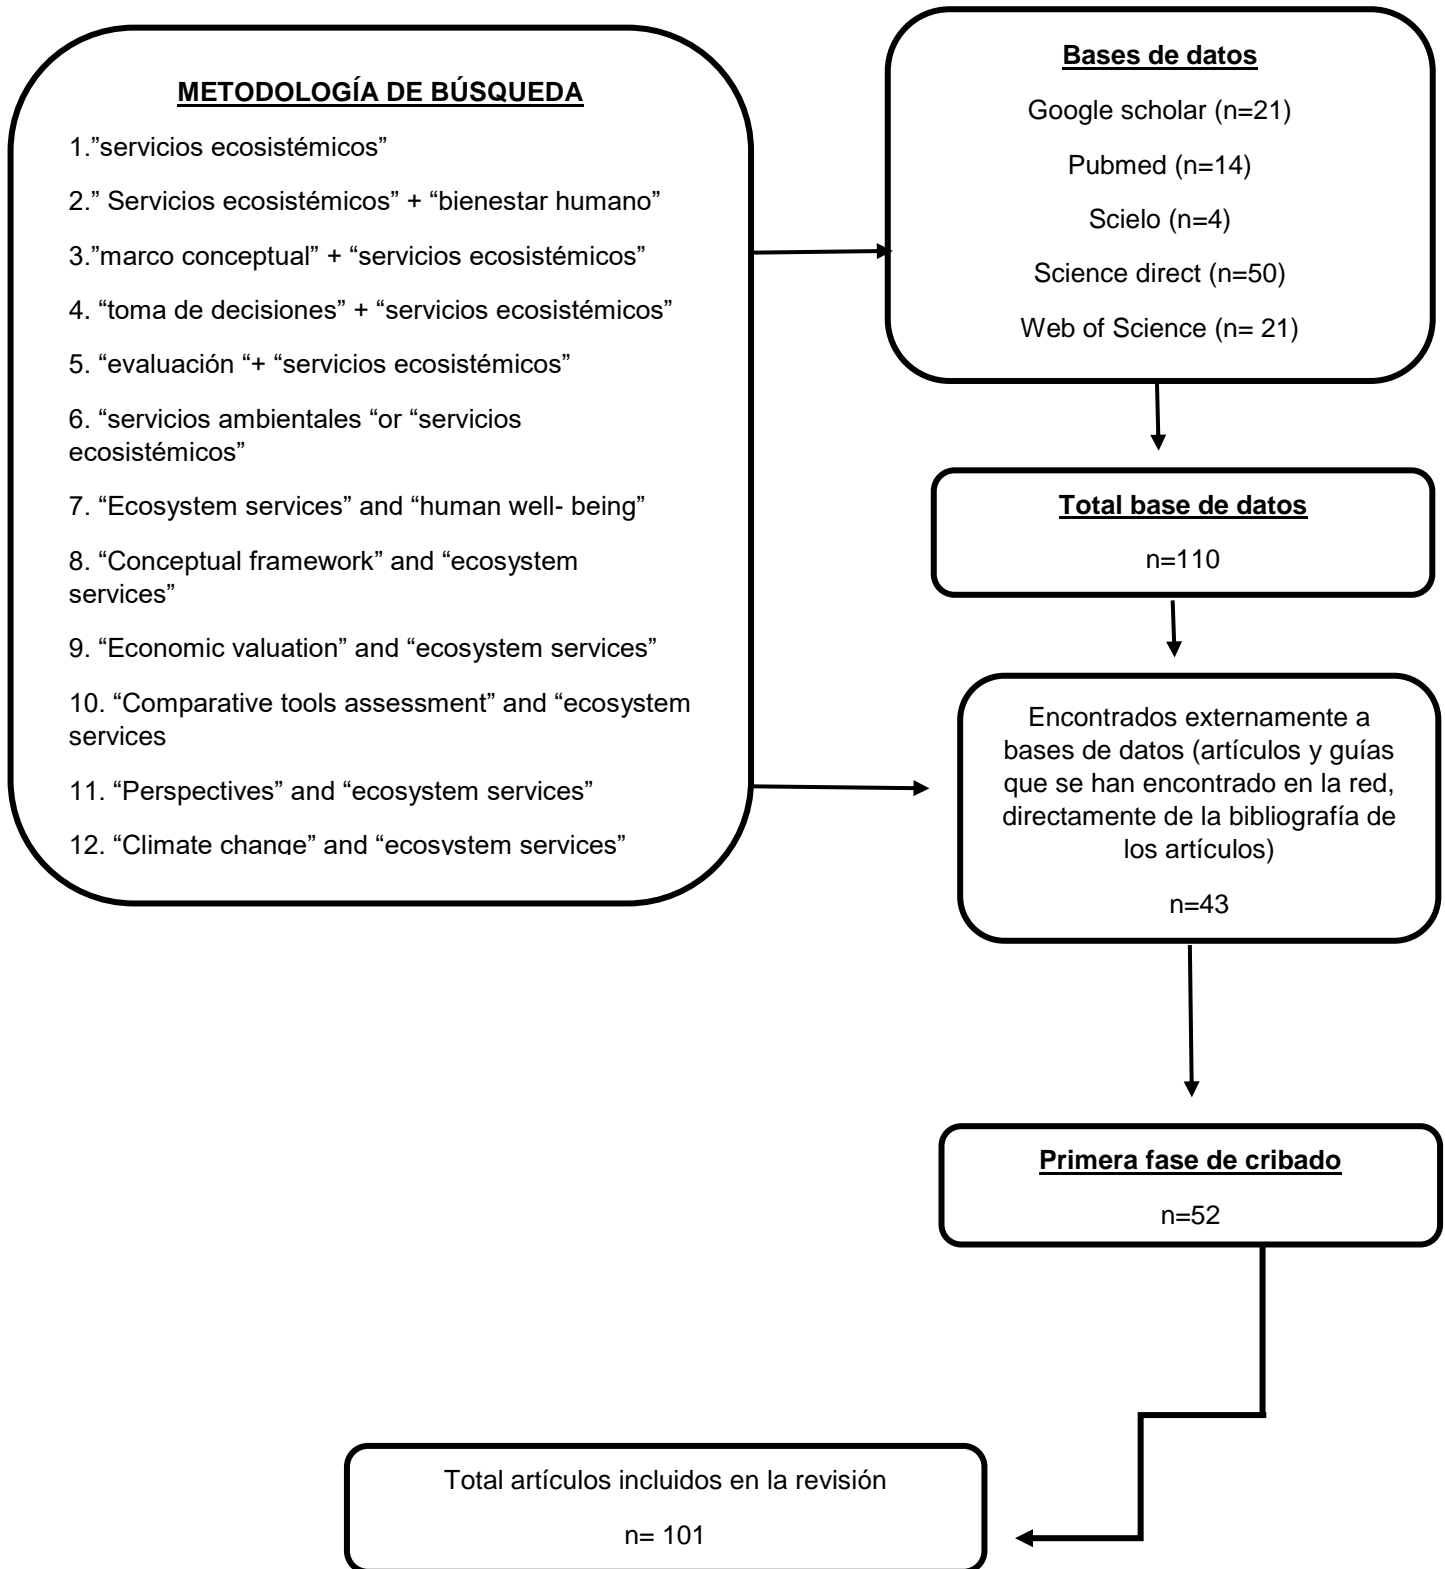 METODOLOGÍA DE BÚSQUEDA
1.”servicios ecosistémicos”
2.” Servicios ecosistémicos” + “bienestar humano”
3.”marco conceptual” + “servicios ecosistémicos”
4. “toma de decisiones” + “servicios ecosistémicos”
5. “evaluación “+ “servicios ecosistémicos”
6. “servicios ambientales “or “servicios
ecosistémicos”
7. “Ecosystem services” and “human well- being”
8. “Conceptual framework” and “ecosystem
services”
9. “Economic valuation” and “ecosystem services”
10. “Comparative tools assessment” and “ecosystem
services
11. “Perspectives” and “ecosystem services”
12. “Climate change” and “ecosystem services”
Bases de datos
Google scholar (n=21)
Pubmed (n=14)
Scielo (n=4)
Science direct (n=50)
Web of Science (n= 21)
Total base de datos
n=110
Encontrados externamente a
bases de datos (artículos y guías
que se han encontrado en la red,
directamente de la bibliografía de
los artículos)
n=43
Primera fase de cribado
n=52
Total artículos incluidos en la revisión
n= 101